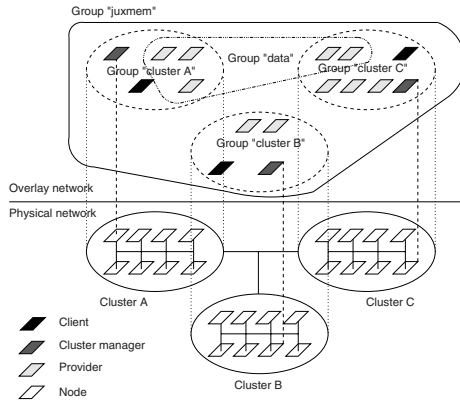 Group "juxmem"
Group "cluster A"
Group "data"
Group "cluster C"
Group "cluster B"
Overlay network
Physical network
Cluster A
Cluster C
Cluster B
Client
Cluster manager
Provider
Node